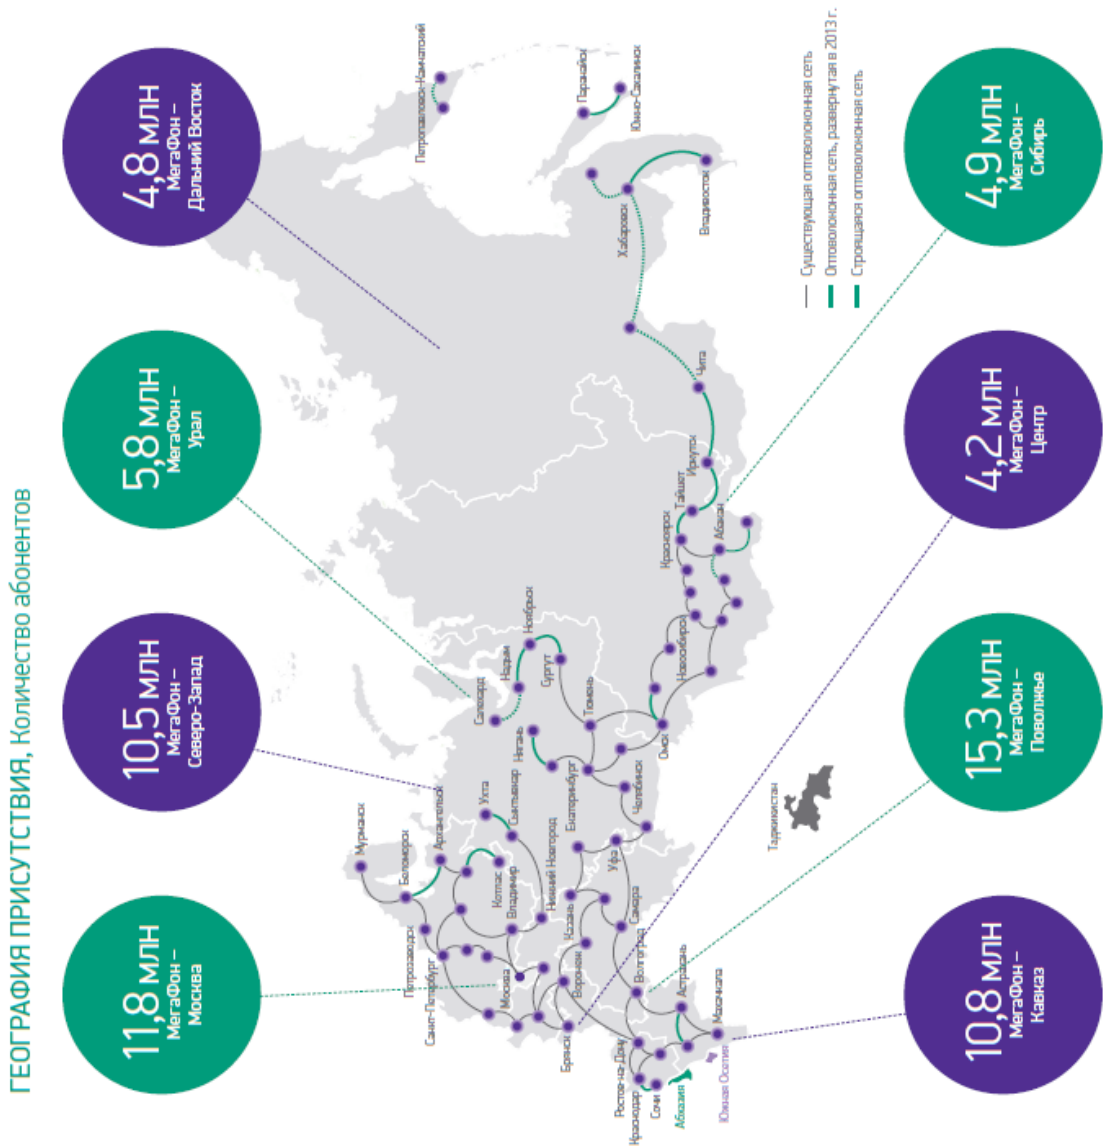 ГЕОГРАФИЯ ПРИСУТСТВИЯ, Количество абонентов
11,8 МЛН
МегаФон –
Москва
10,5 МЛН
МегаФон –
Северо-Запад
5,8 МЛН
МегаФон –
Урал
4,8 МЛН
МегаФон –
Дальний Восток
Мурманск
Беломорск
Архангельск
Петрозаводск
Санкт-Петербург
Котлас
Ухта
Сыктывкар
Владимир
Нижний Новгород
Москва
Брянск
Воронеж
Казань
Самара
Уфа
Волгоград
Ростов-на-Дону
Краснодар
Сочи
Абхазия
Южная Осетия
Астрахань
Махачкала
Салехард
Надым
Ноябрьск
Сургут
Нягань
Тюмень
Екатеринбург
Челябинск
Омск
Новосибирск
Красноярск
Тайшет
Абакан
Иркутск
Чита
Хабаровск
Владивосток
Петропавловск-Камчатский
Паранайск
Южно-Сахалинск
Таджикистан
Существующая оптоволоконная сеть
Оптоволоконная сеть, развернутая в 2013 г.
Строящаяся оптоволоконная сеть
10,8 МЛН
МегаФон –
Кавказ
15,3 МЛН
МегаФон –
Поволжье
4,2 МЛН
МегаФон –
Центр
4,9 МЛН
МегаФон –
Сибирь